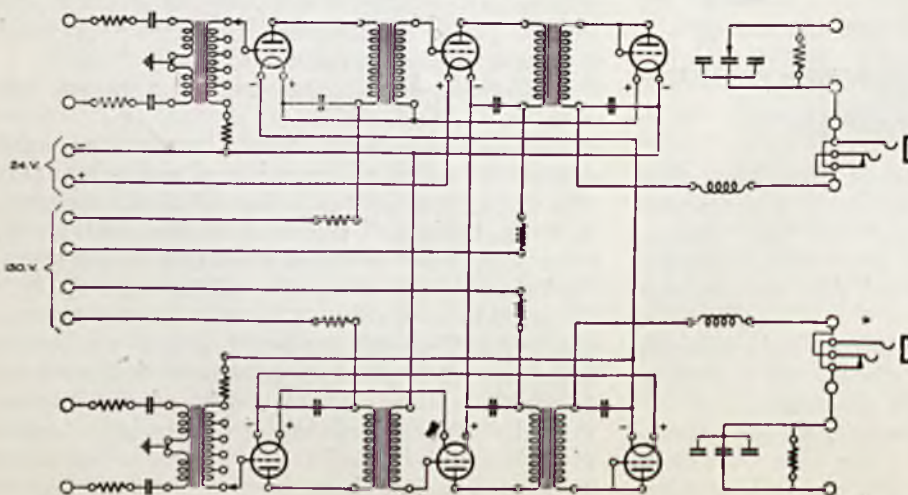 + - 
24 V. -
+
130. V.
*
- + + - +